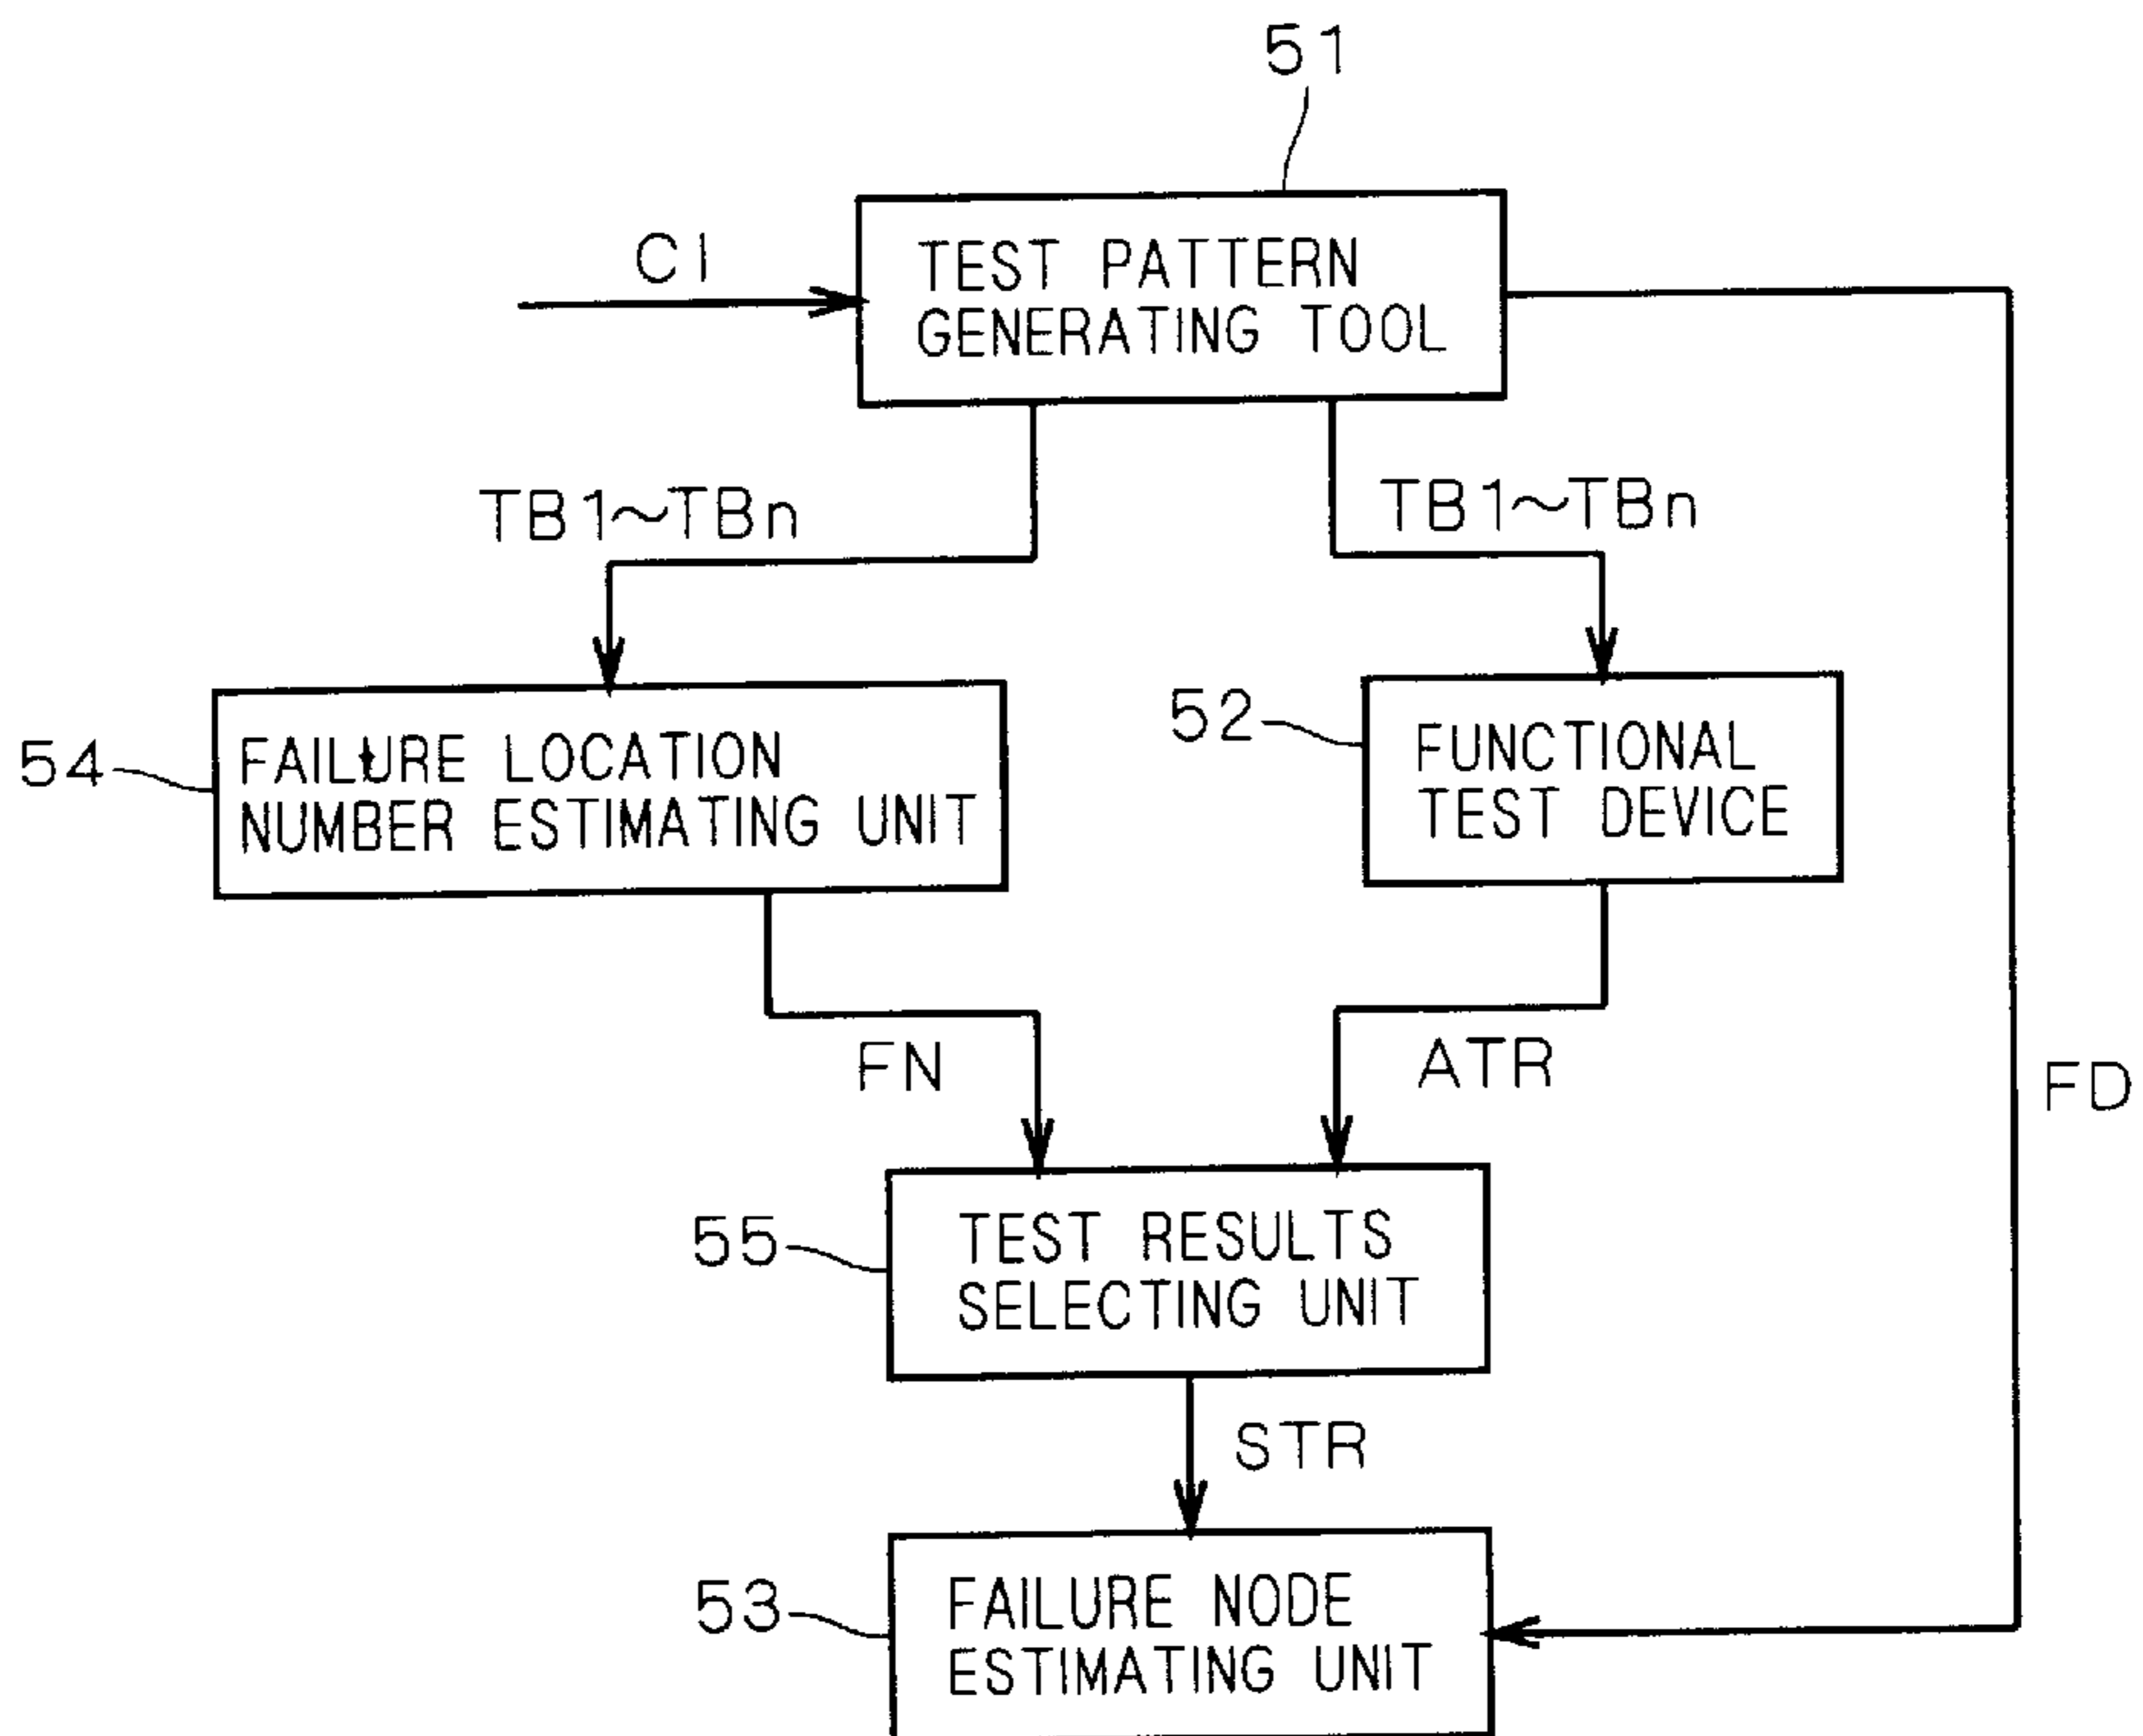 51
CI
TEST PATTERN
GENERATING TOOL
TB1~TBn
TB1~TBn
54
FAILURE LOCATION
NUMBER ESTIMATING UNIT
52
FUNCTIONAL
TEST DEVICE
FN
ATR
FD
55
TEST RESULTS
SELECTING UNIT
STR
53
FAILURE NODE
ESTIMATING UNIT